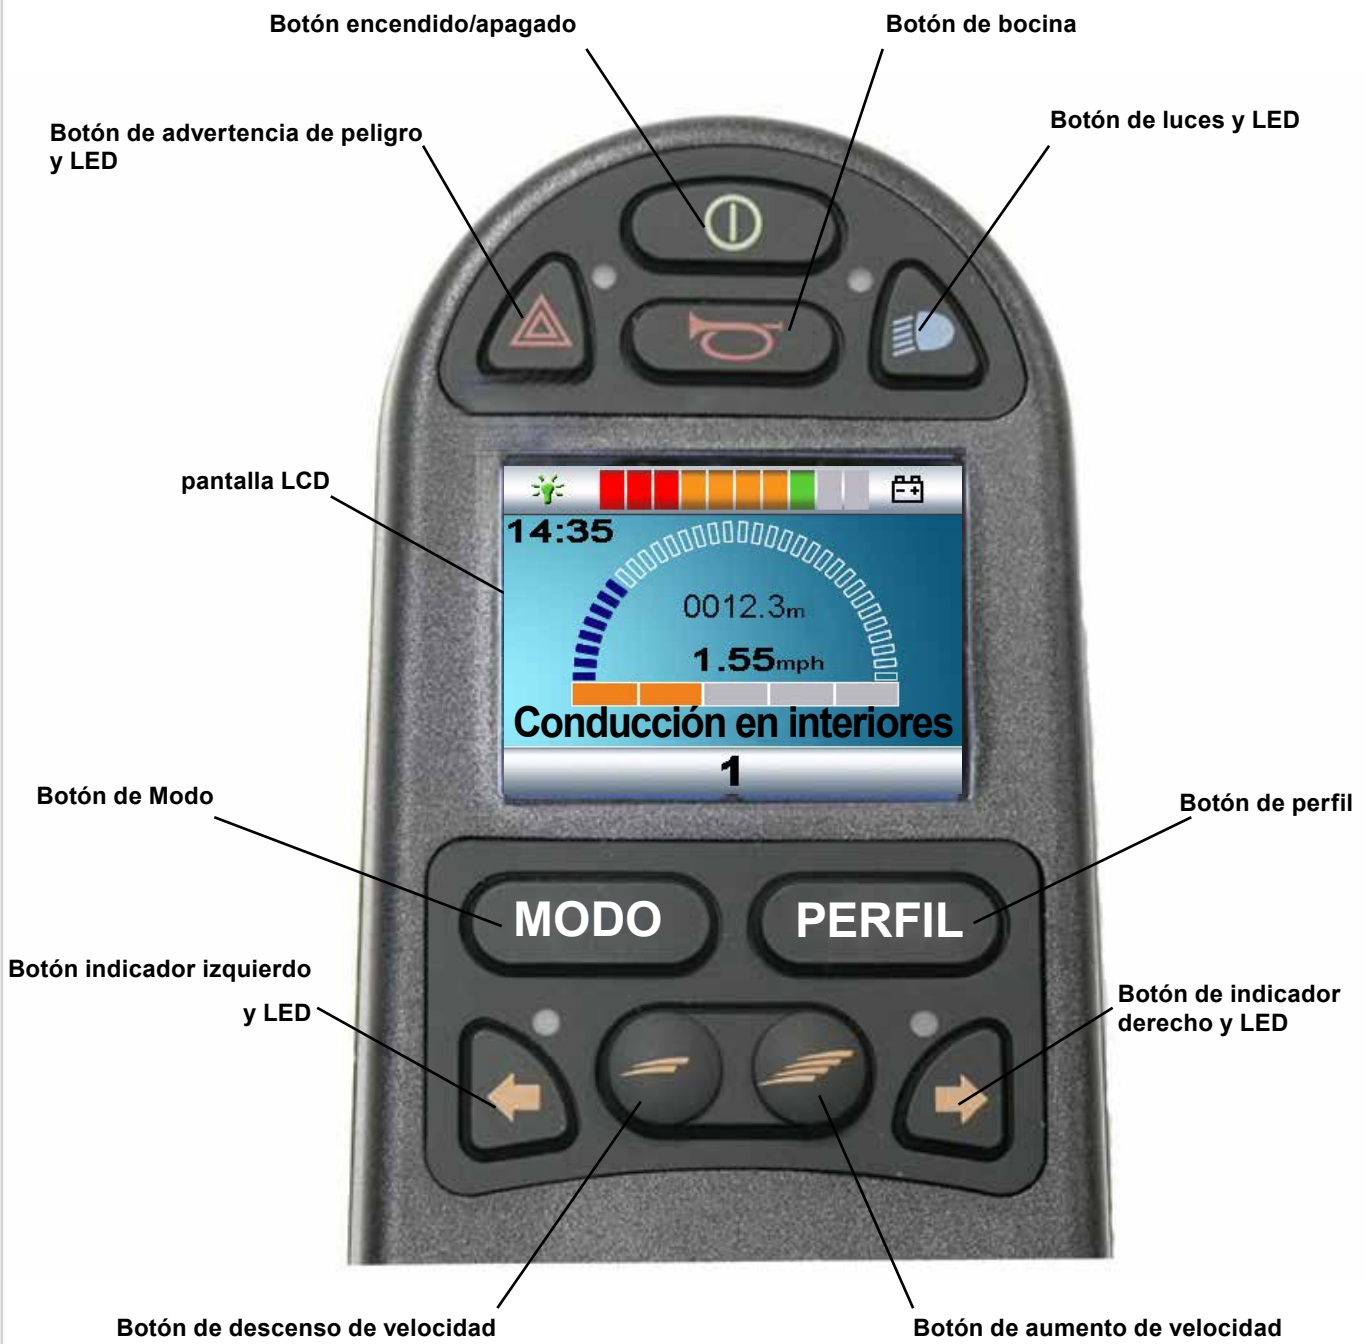 Botón encendido/apagado
Botón de bocina
Botón de advertencia de peligro
y LED
Botón de luces y LED
pantalla LCD
14:35
0012.3m
1.55mph
Conducción en interiores
1
Botón de Modo
Botón de perfil
MODO
PERFIL
Botón indicador izquierdo
y LED
Botón de indicador
derecho y LED
Botón de descenso de velocidad
Botón de aumento de velocidad